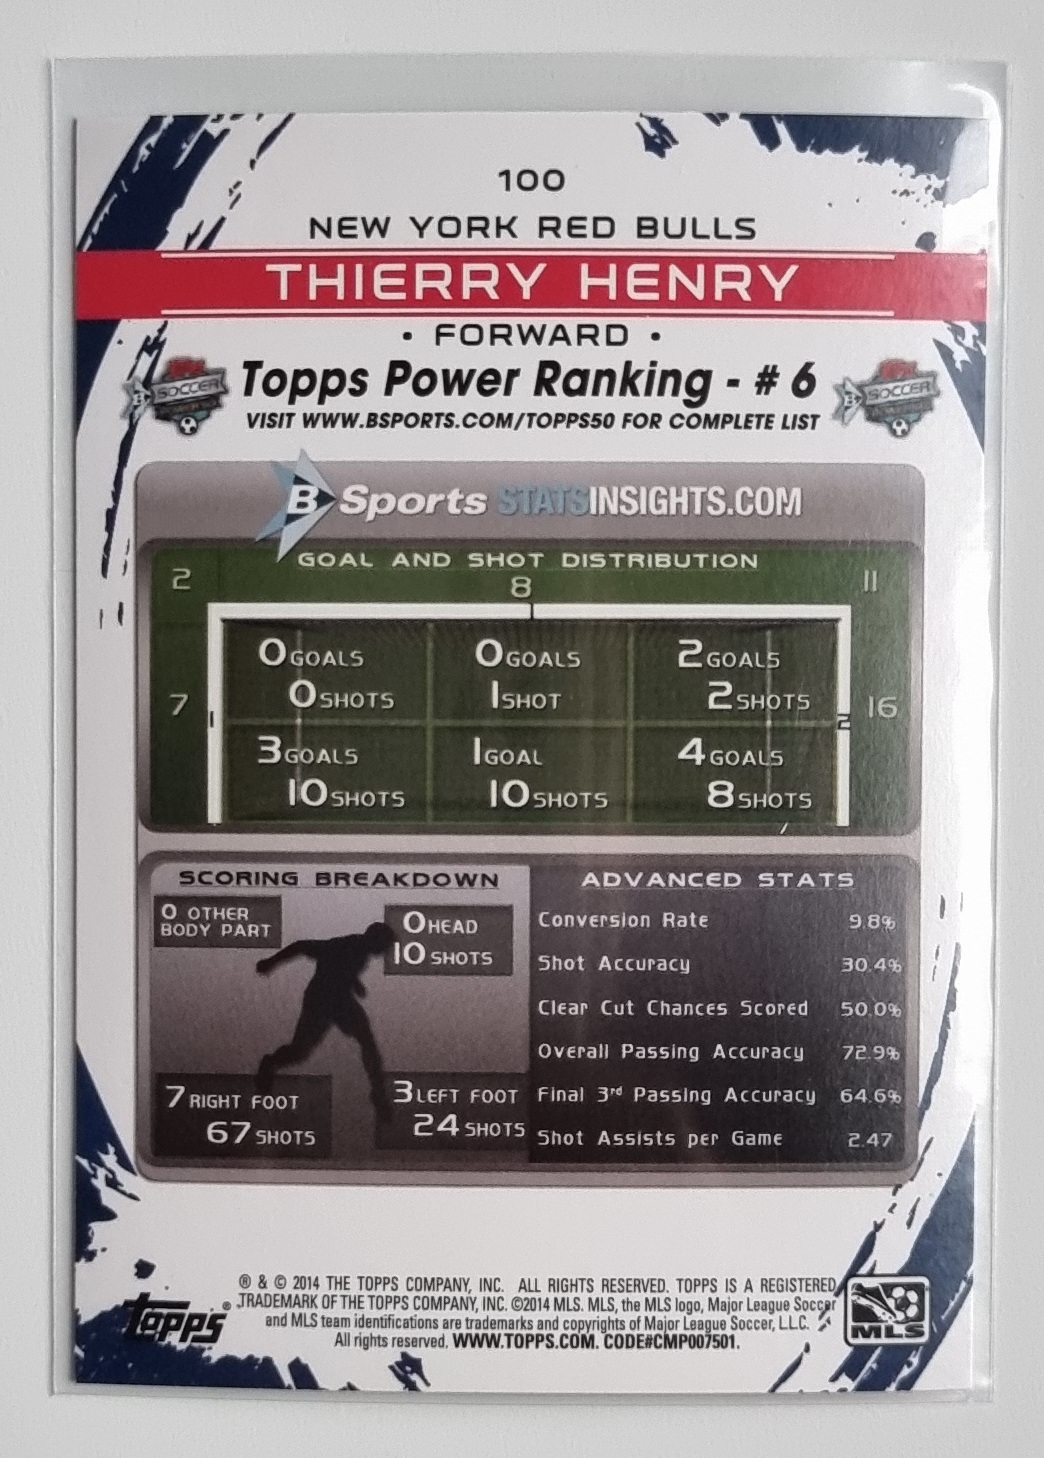 100
NEW YORK RED BULLS
THIERRY HENRY
• FORWARD •
Topps Power Ranking - # 6
VISIT WWW.BSPORTS.COM/TOPPS50 FOR COMPLETE LIST
SOCCER
SOCCER
B Sports STATSINSIGHTS.COM
GOAL AND SHOT DISTRIBUTION
2 8 11
0 GOALS 0 GOALS 2 GOALS
0 SHOTS 1 SHOT 2 SHOTS
7 1 2 16
3 GOALS 1 GOAL 4 GOALS
10 SHOTS 10 SHOTS 8 SHOTS
SCORING BREAKDOWN
0 OTHER
BODY PART
0 HEAD
10 SHOTS
7 RIGHT FOOT
67 SHOTS
3 LEFT FOOT
24 SHOTS
ADVANCED STATS
Conversion Rate 9.8%
Shot Accuracy 30.4%
Clear Cut Chances Scored 50.0%
Overall Passing Accuracy 72.9%
Final 3rd Passing Accuracy 64.6%
Shot Assists per Game 2.47
topps®
® & © 2014 THE TOPPS COMPANY, INC. ALL RIGHTS RESERVED. TOPPS IS A REGISTERED
TRADEMARK OF THE TOPPS COMPANY, INC. ©2014 MLS. MLS, the MLS logo, Major League Soccer
and MLS team identifications are trademarks and copyrights of Major League Soccer, L.L.C.
All rights reserved. WWW.TOPPS.COM. CODE#CMP007501.
MLS